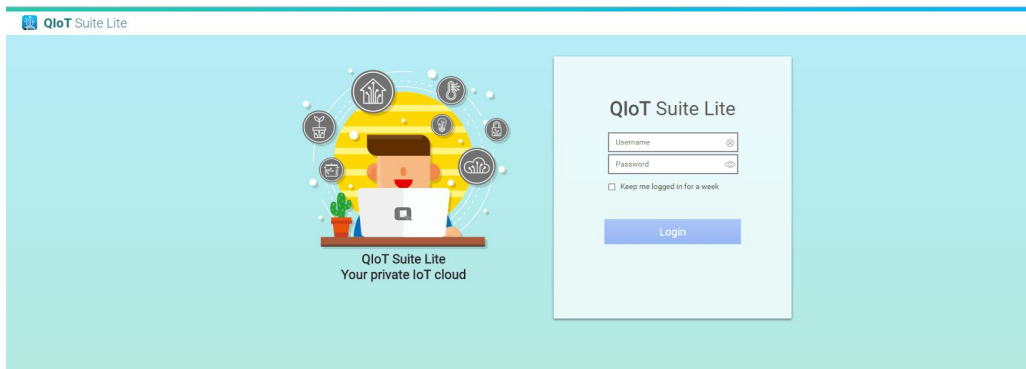 QIoT Suite Lite
QIoT Suite Lite
Username
Password
Keep me logged in for a week
Login
QIoT Suite Lite
Your private IoT cloud